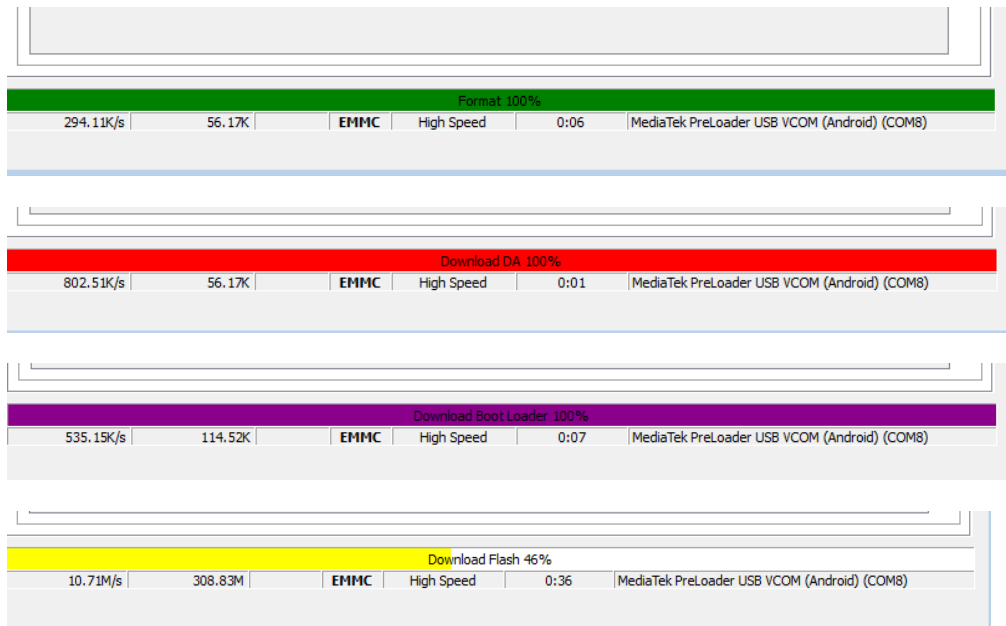 Format 100%
294.11K/s 56.17K EMMC High Speed 0:06 MediaTek PreLoader USB VCOM (Android) (COM8)
Download DA 100%
802.51K/s 56.17K EMMC High Speed 0:01 MediaTek PreLoader USB VCOM (Android) (COM8)
Download Boot Loader 100%
535.15K/s 114.52K EMMC High Speed 0:07 MediaTek PreLoader USB VCOM (Android) (COM8)
Download Flash 46%
10.71M/s 308.83M EMMC High Speed 0:36 MediaTek PreLoader USB VCOM (Android) (COM8)